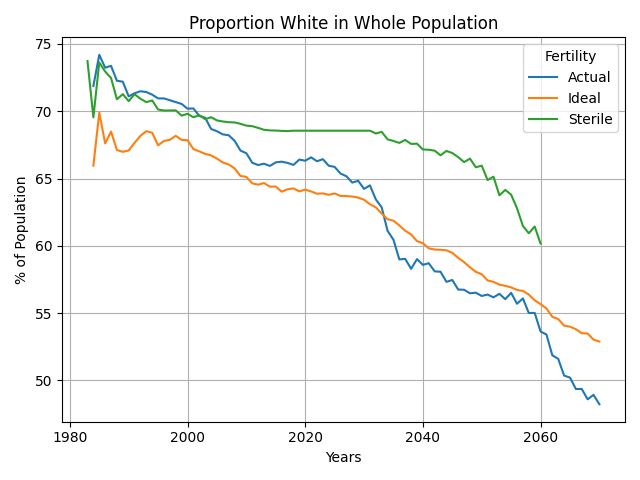 Proportion White in Whole Population
% of Population
75
70
65
60
55
50
Fertility
Actual
Ideal
Sterile
1980
2000
2020
2040
2060
Years